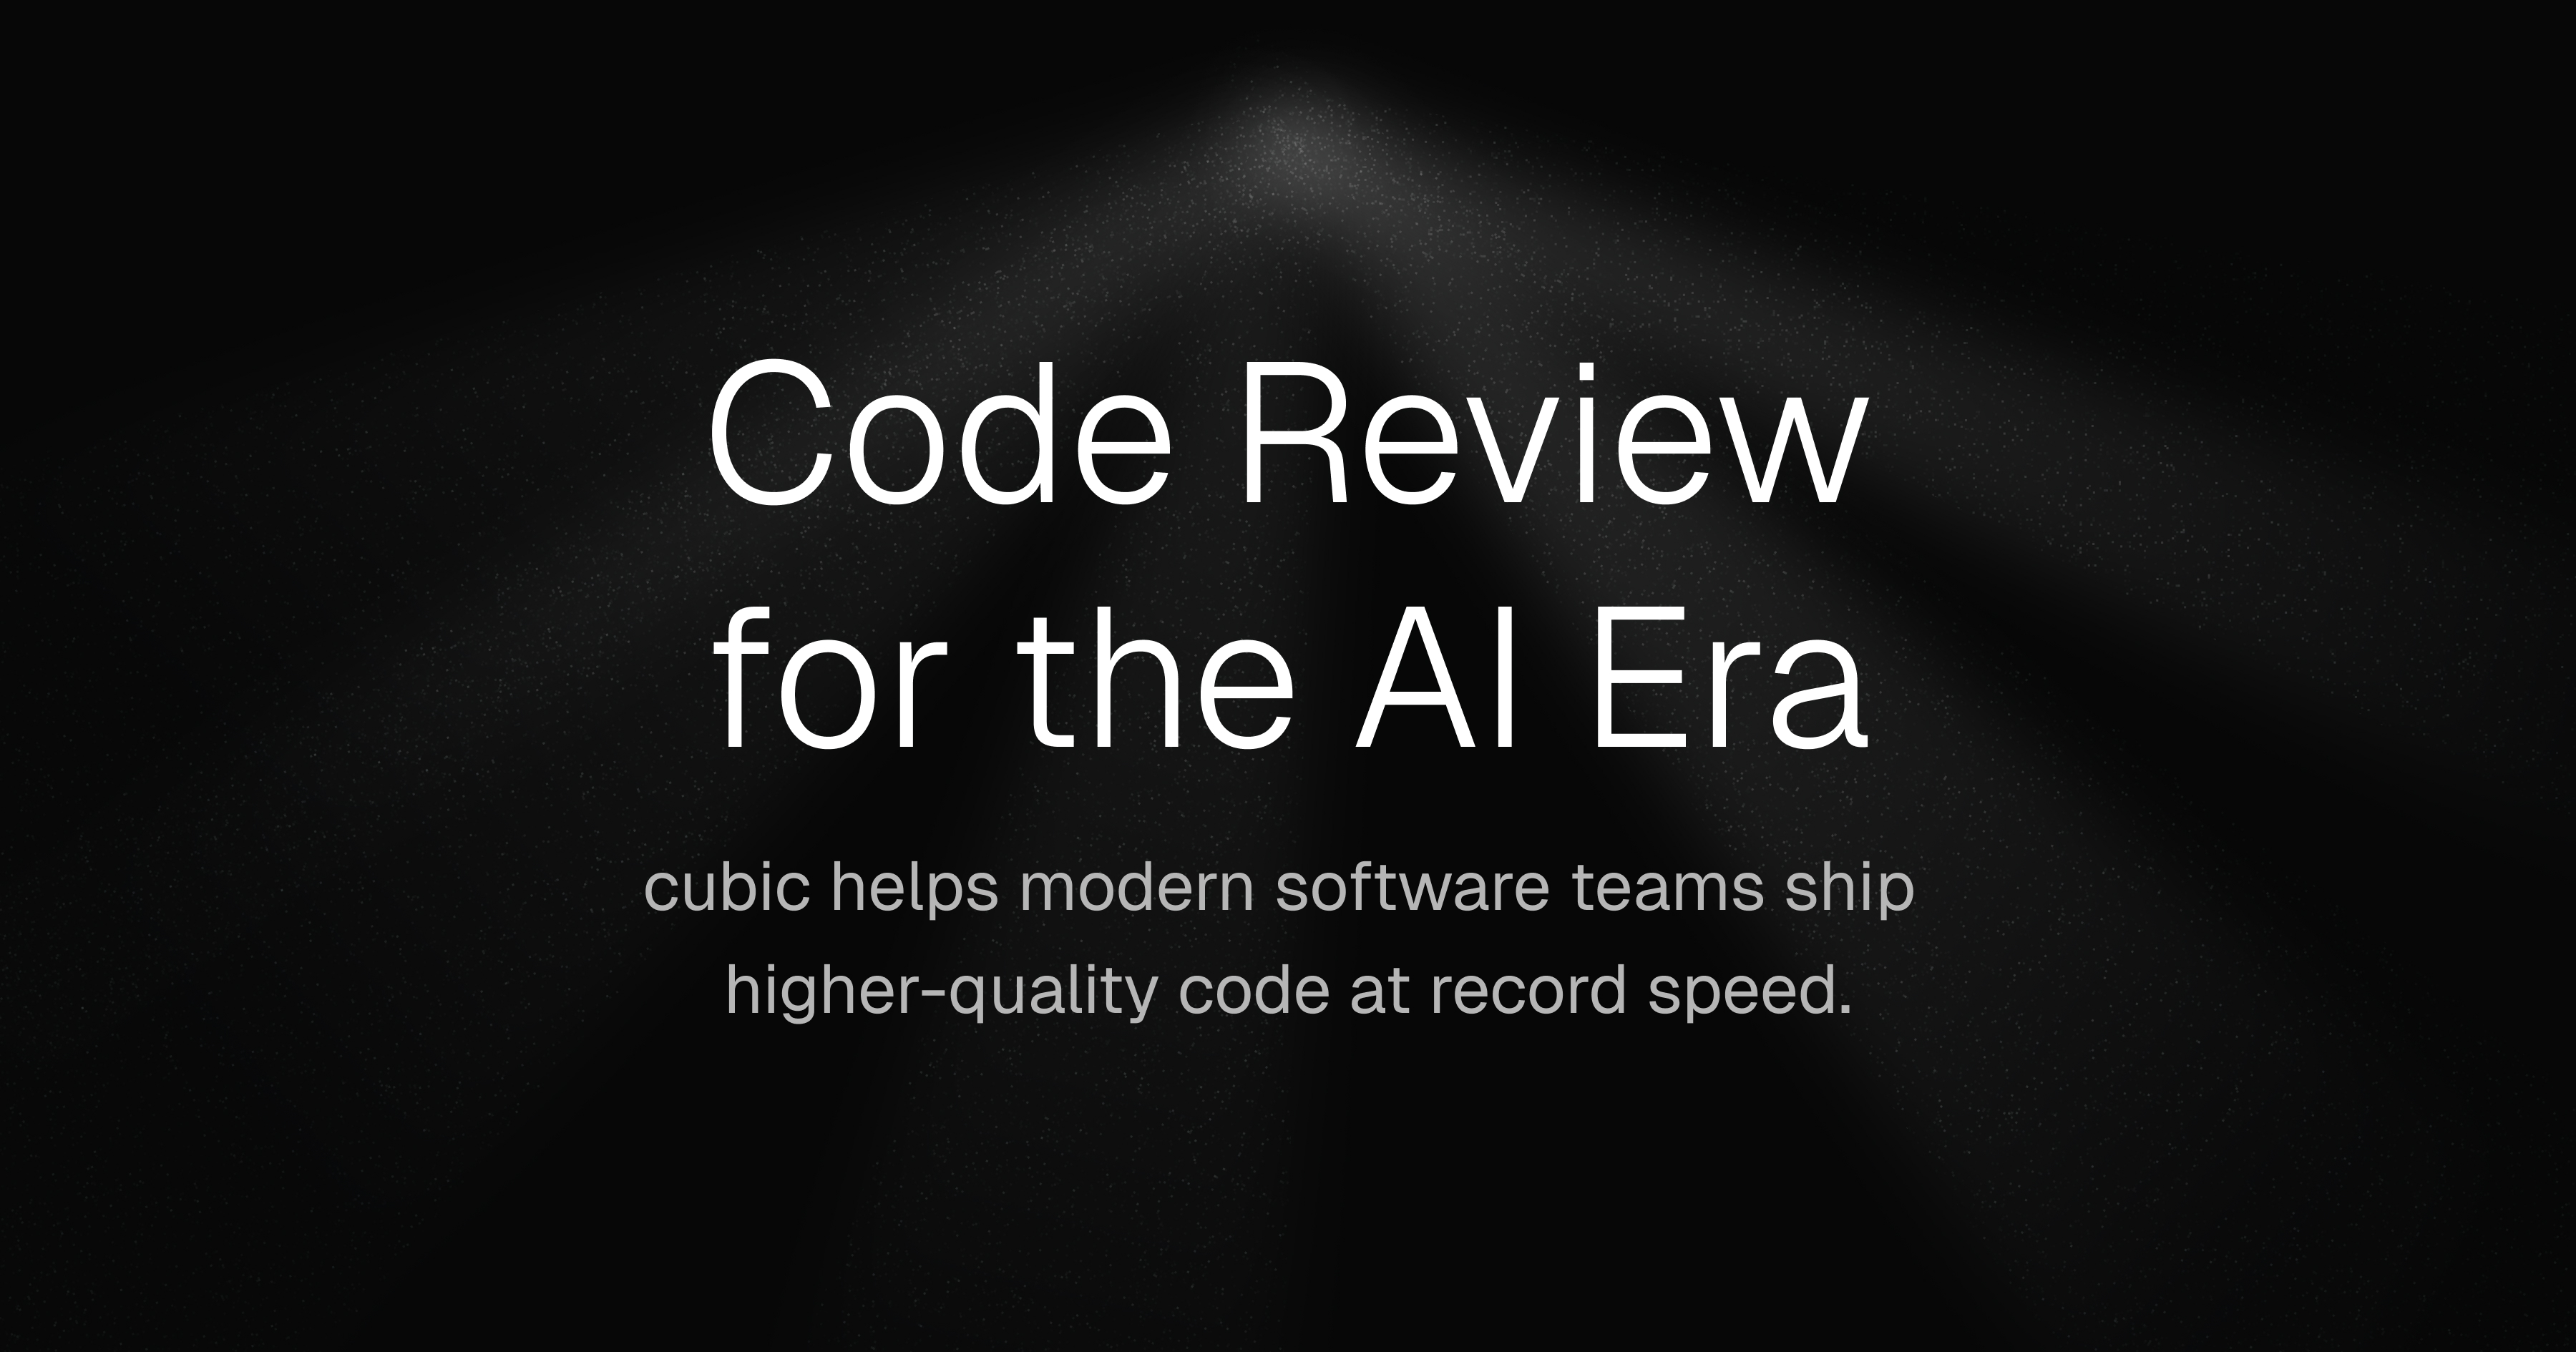 Code Review
for the AI Era
cubic helps modern software teams ship
higher-quality code at record speed.